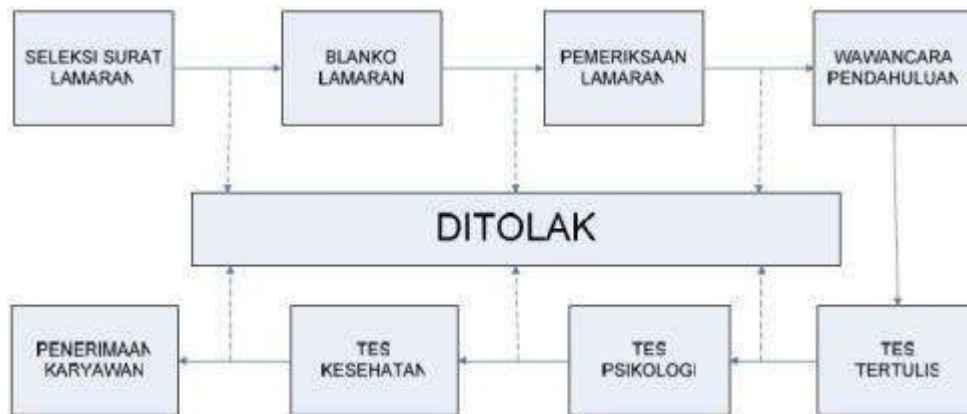 SELEKSI SURAT
LAMARAN
BLANKO
LAMARAN
PEMERIKSAAN
LAMARAN
WAWANCARA
PENDAHULUAN
DITOLAK
PENERIMAAN
KARYAWAN
TES
KESEHATAN
TES
PSIKOLOGI
TES
TERTULIS